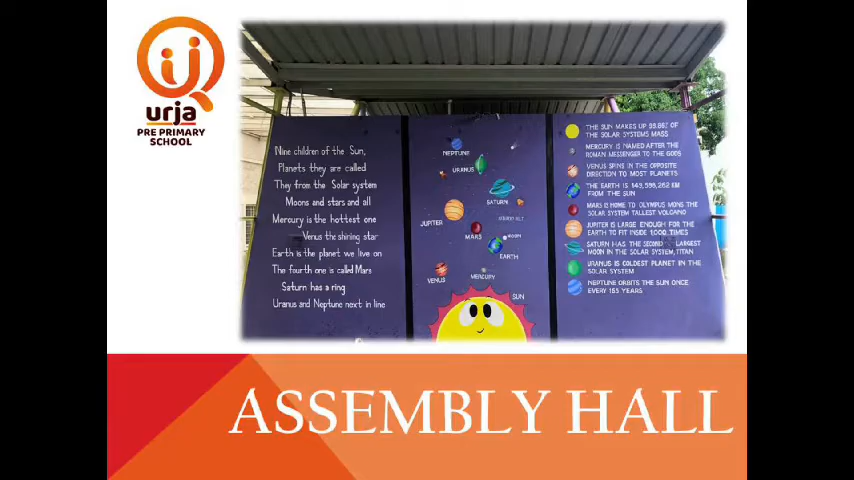 urja
PRE PRIMARY
SCHOOL
Nine children of the Sun,
Planets they are called
They from the Solar system
Moons and stars and all
Mercury is the hottest one
Venus the shining star
Earth is the planet we live on
The fourth one is called Mars
Saturn has a ring
Uranus and Neptune next in line
NEPTUNE
URANUS
SATURN
JUPITER
MARS
MOON
EARTH
VENUS
MERCURY
SUN
THE SUN MAKES UP OF
THE SOLAR SYSTEMS MASS
MERCURY IS NAMED AFTER THE
ROMAN MESSENGER TO THE GODS
VENUS SPINS IN THE OPPOSITE
DIRECTION TO MOST PLANETS
THE EARTH IS 149,598,262 KM
FROM THE SUN
MARS IS HOME TO OLYMPUS MONS THE
SOLAR SYSTEM TALLEST VOLCANO
JUPITER IS LARGE ENOUGH FOR THE
EARTH TO FIT INSIDE 1,000 TIMES
SATURN HAS THE SECOND LARGEST
MOON IN THE SOLAR SYSTEM, TITAN
URANUS IS COLDEST PLANET IN THE
SOLAR SYSTEM
NEPTUNE ORBITS THE SUN ONCE
EVERY 165 YEARS
ASSEMBLY HALL